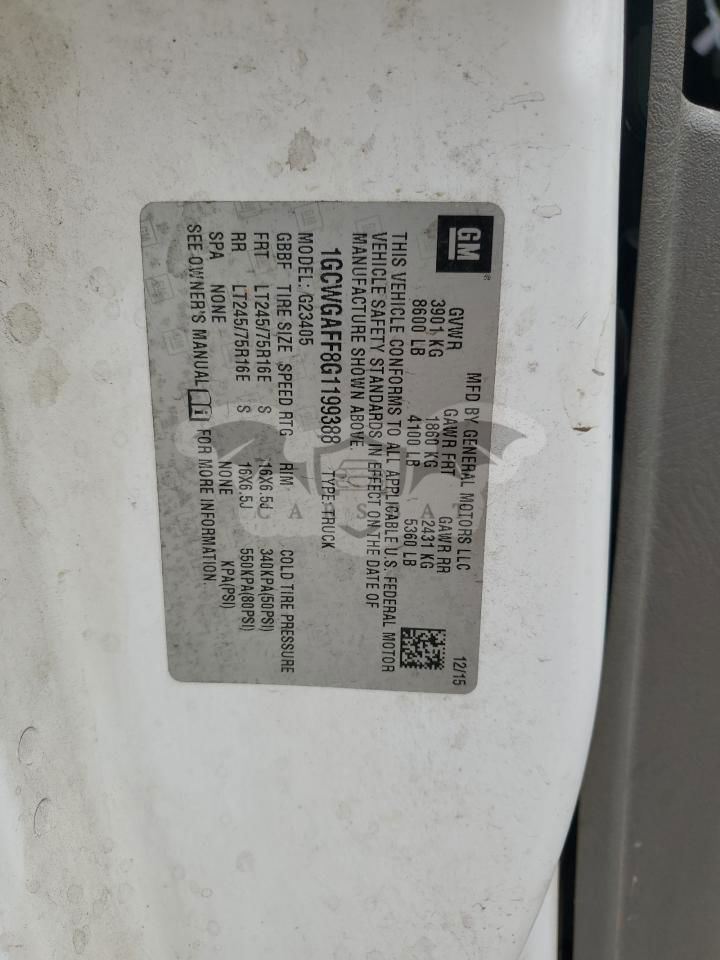 GM
MFD BY GENERAL MOTORS LLC 12/15
GVWR GAWR FRT GAWR RR
3901 KG 1860 KG 2431 KG
8600 LB 4100 LB 5360 LB
THIS VEHICLE CONFORMS TO ALL APPLICABLE U.S. FEDERAL MOTOR
VEHICLE SAFETY STANDARDS IN EFFECT ON THE DATE OF
MANUFACTURE SHOWN ABOVE.
1GCWGAFF8G1199388 TYPE: TRUCK
MODEL: G23405
GBBF TIRE SIZE SPEED RTG RIM COLD TIRE PRESSURE
FRT LT245/75R16E S 16X6.5J 340KPA(50PSI)
RR LT245/75R16E S 16X6.5J 550KPA(80PSI)
SPA NONE NONE KPA(PSI)
SEE OWNER'S MANUAL FOR MORE INFORMATION.